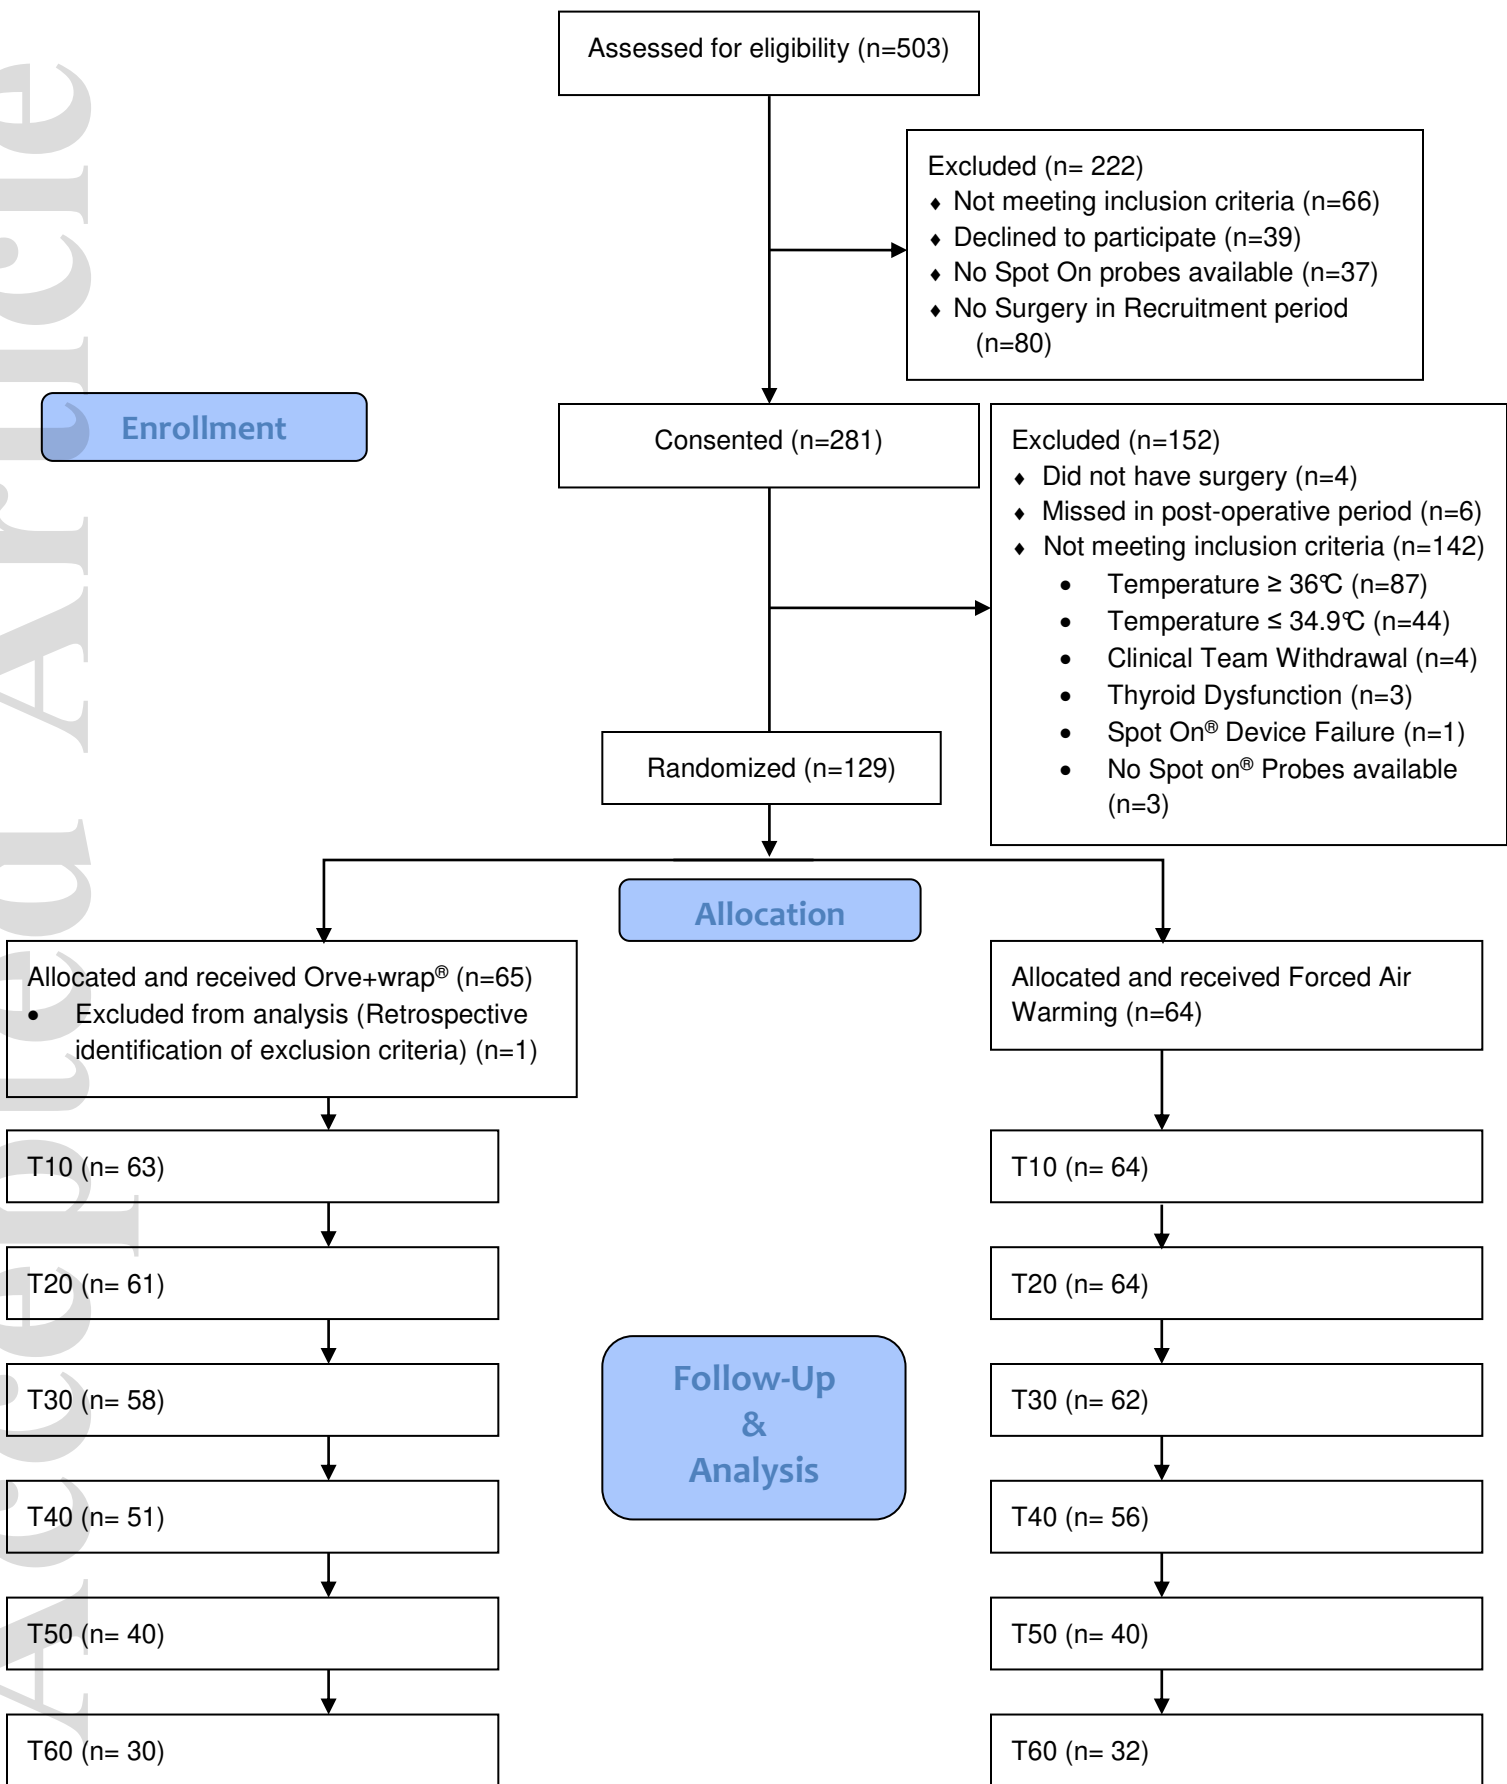 Assessed for eligibility (n=503)
Excluded (n= 222)
♦ Not meeting inclusion criteria (n=66)
♦ Declined to participate (n=39)
♦ No Spot On probes available (n=37)
♦ No Surgery in Recruitment period
(n=80)
Enrollment
Consented (n=281)
Excluded (n=152)
♦ Did not have surgery (n=4)
♦ Missed in post-operative period (n=6)
♦ Not meeting inclusion criteria (n=142)
• Temperature ≥ 36°C (n=87)
• Temperature ≤ 34.9°C (n=44)
• Clinical Team Withdrawal (n=4)
• Thyroid Dysfunction (n=3)
• Spot On® Device Failure (n=1)
• No Spot on® Probes available
(n=3)
Randomized (n=129)
Allocation
Allocated and received Orve+wrap® (n=65)
• Excluded from analysis (Retrospective
identification of exclusion criteria) (n=1)
Allocated and received Forced Air
Warming (n=64)
T10 (n= 63)
T10 (n= 64)
T20 (n= 61)
T20 (n= 64)
T30 (n= 58)
T30 (n= 62)
Follow-Up
&
Analysis
T40 (n= 51)
T40 (n= 56)
T50 (n= 40)
T50 (n= 40)
T60 (n= 30)
T60 (n= 32)
Accepted Article